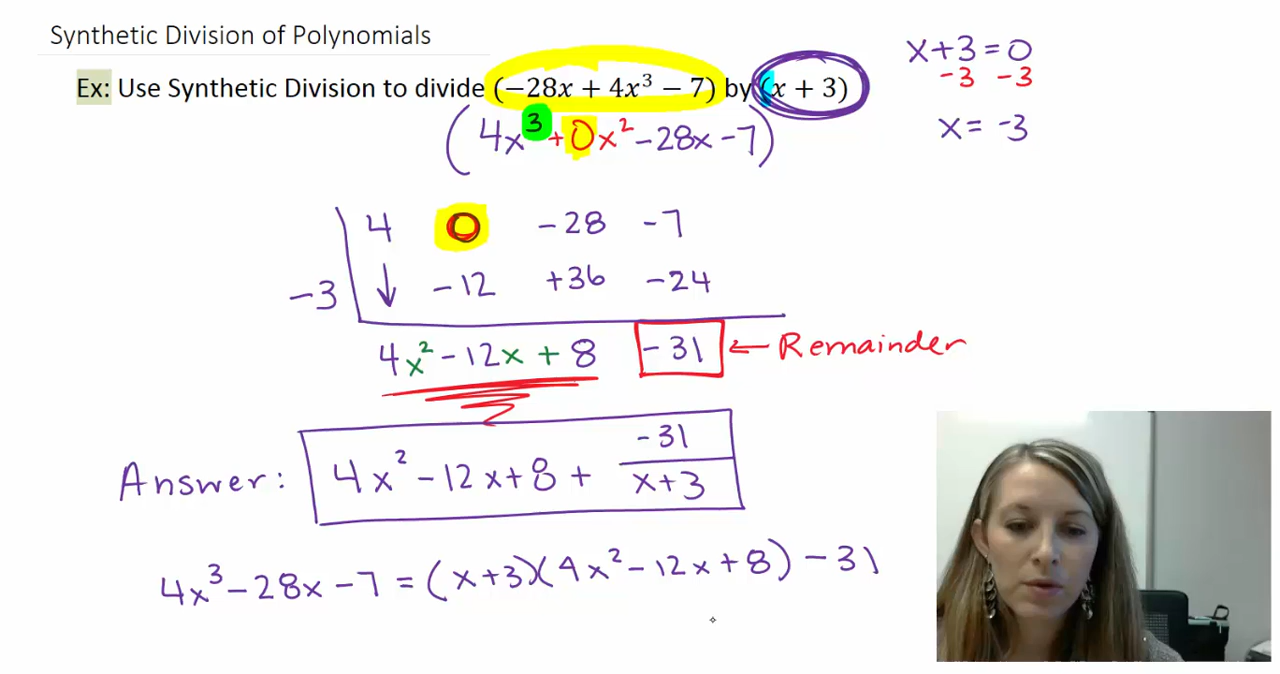 Synthetic Division of Polynomials
x+3=0
-3 -3
x= -3
Ex: Use Synthetic Division to divide (−28x + 4x³ − 7) by (x + 3)
(4x³+0x²-28x-7)
4 0 -28 -7
-3 ↓ -12 +36 -24
4x²-12x+8 -31 ← Remainder
Answer: 4x²-12x+8+ -31/x+3
4x³-28x-7=(x+3)(4x²-12x+8)-31